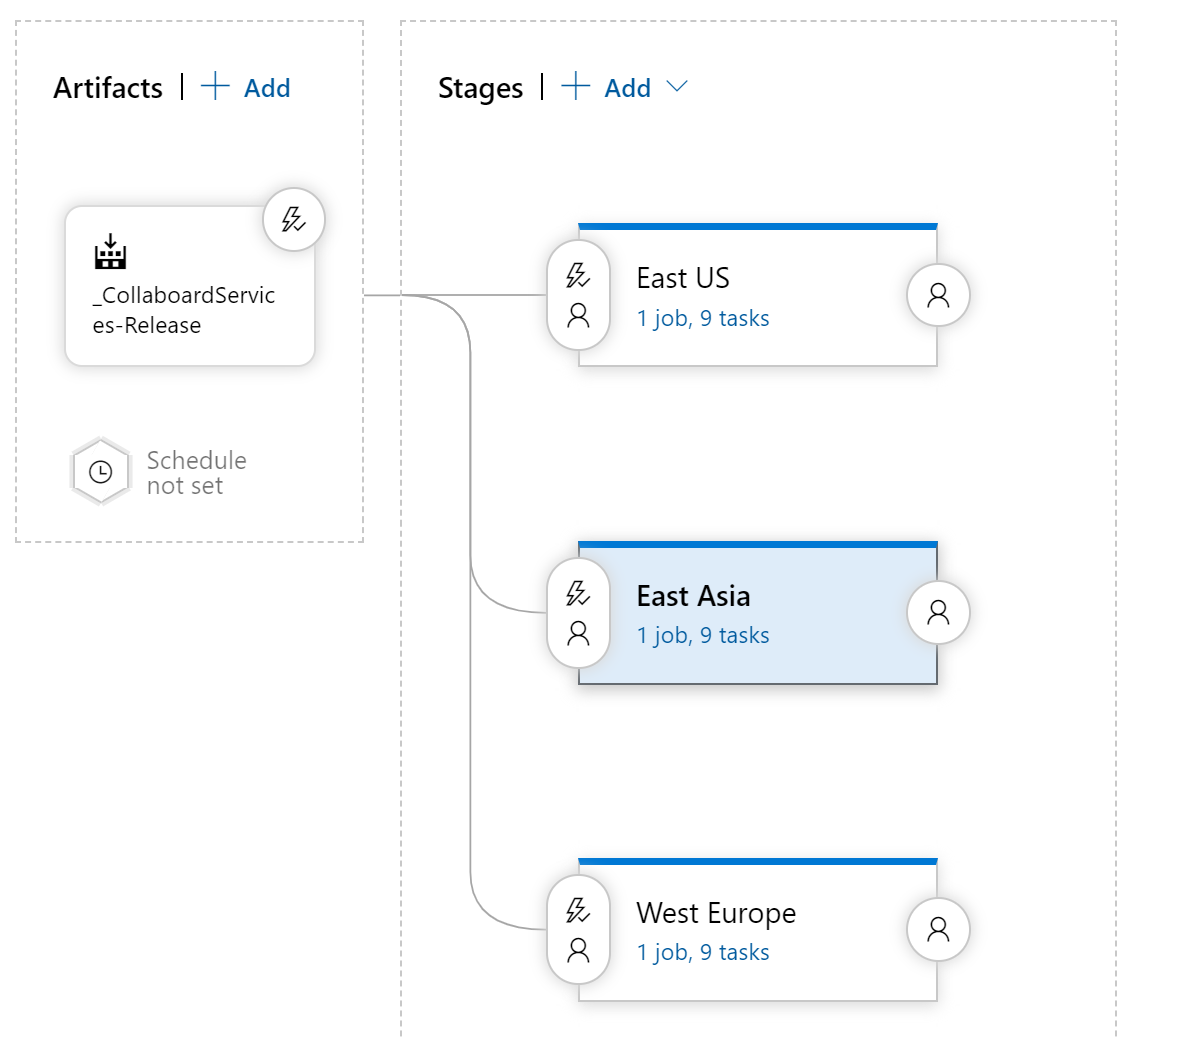 Artifacts | + Add
_CollaboardServic
es-Release
Schedule
not set
Stages | + Add
East US
1 job, 9 tasks
East Asia
1 job, 9 tasks
West Europe
1 job, 9 tasks